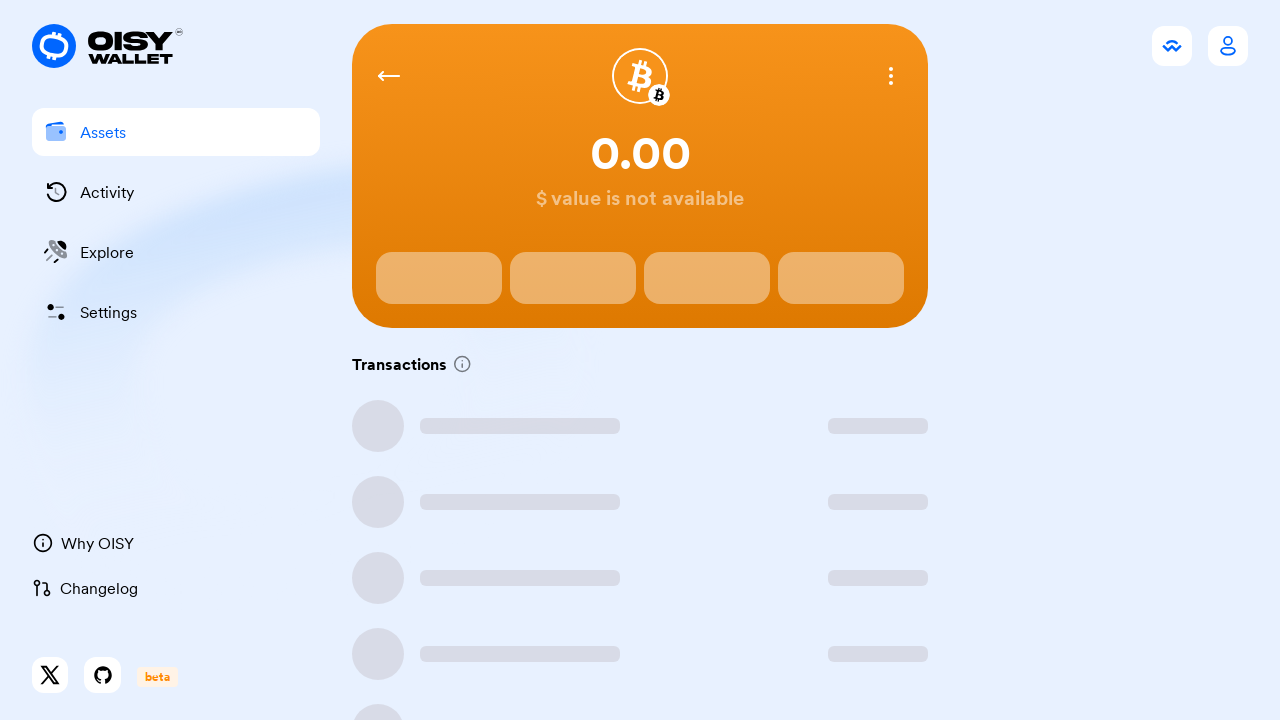 OISY
WALLET
Assets
Activity
Explore
Settings
Why OISY
Changelog
beta
0.00
$ value is not available
Transactions